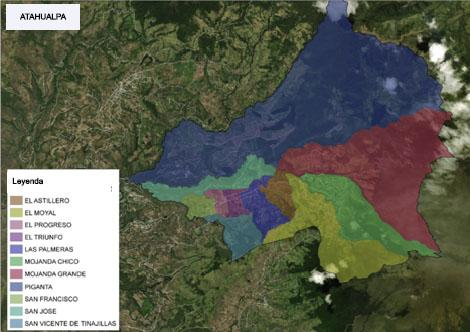 ATAHUALPA
Leyenda
EL ASTILLERO
EL MOYAL
EL PROGRESO
EL TRIUNFO
LAS PALMERAS
MOJANDA CHICO
MOJANDA GRANDE
PIGANTA
SAN FRANCISCO
SAN JOSE
SAN VICENTE DE TINAJILLAS